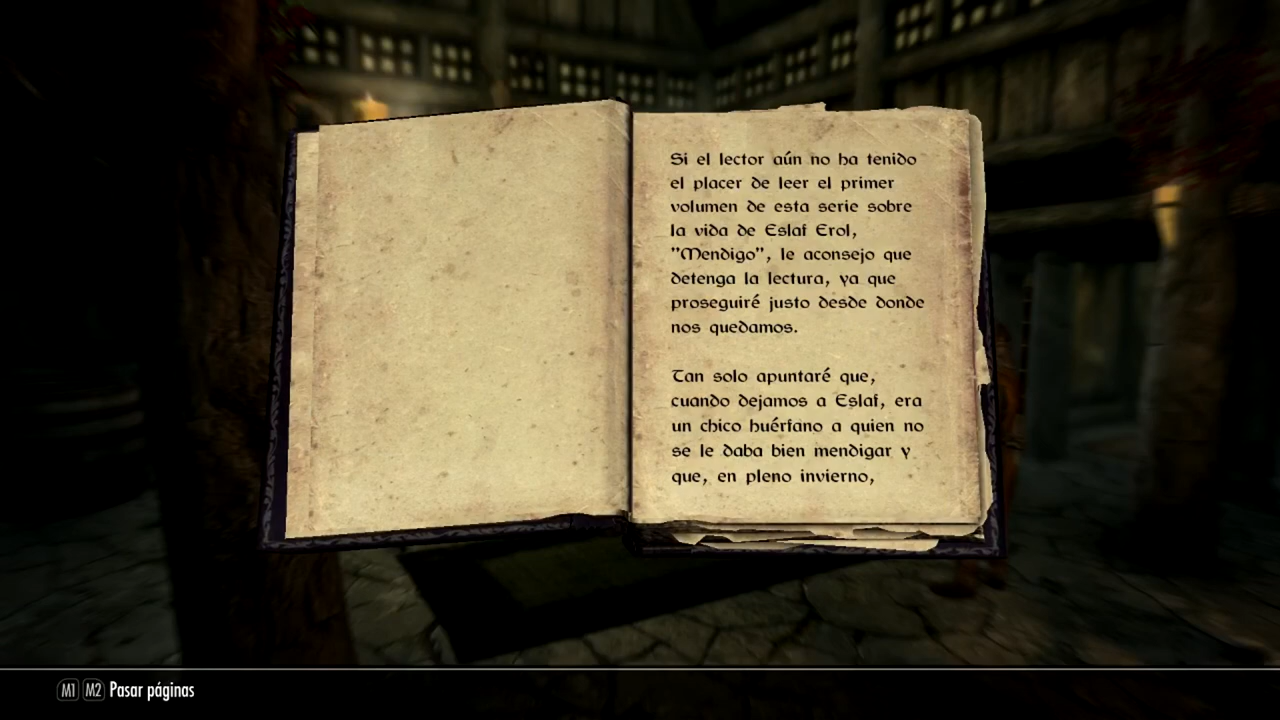 Si el lector aún no ha tenido
el placer de leer el primer
volumen de esta serie sobre
la vida de Eslaf Erol,
"Mendigo", le aconsejo que
detenga la lectura, ya que
proseguiré justo desde donde
nos quedamos.
Tan solo apuntaré que,
cuando dejamos a Eslaf, era
un chico huérfano a quien no
se le daba bien mendigar y
que, en pleno invierno,
M1 M2 Pasar páginas